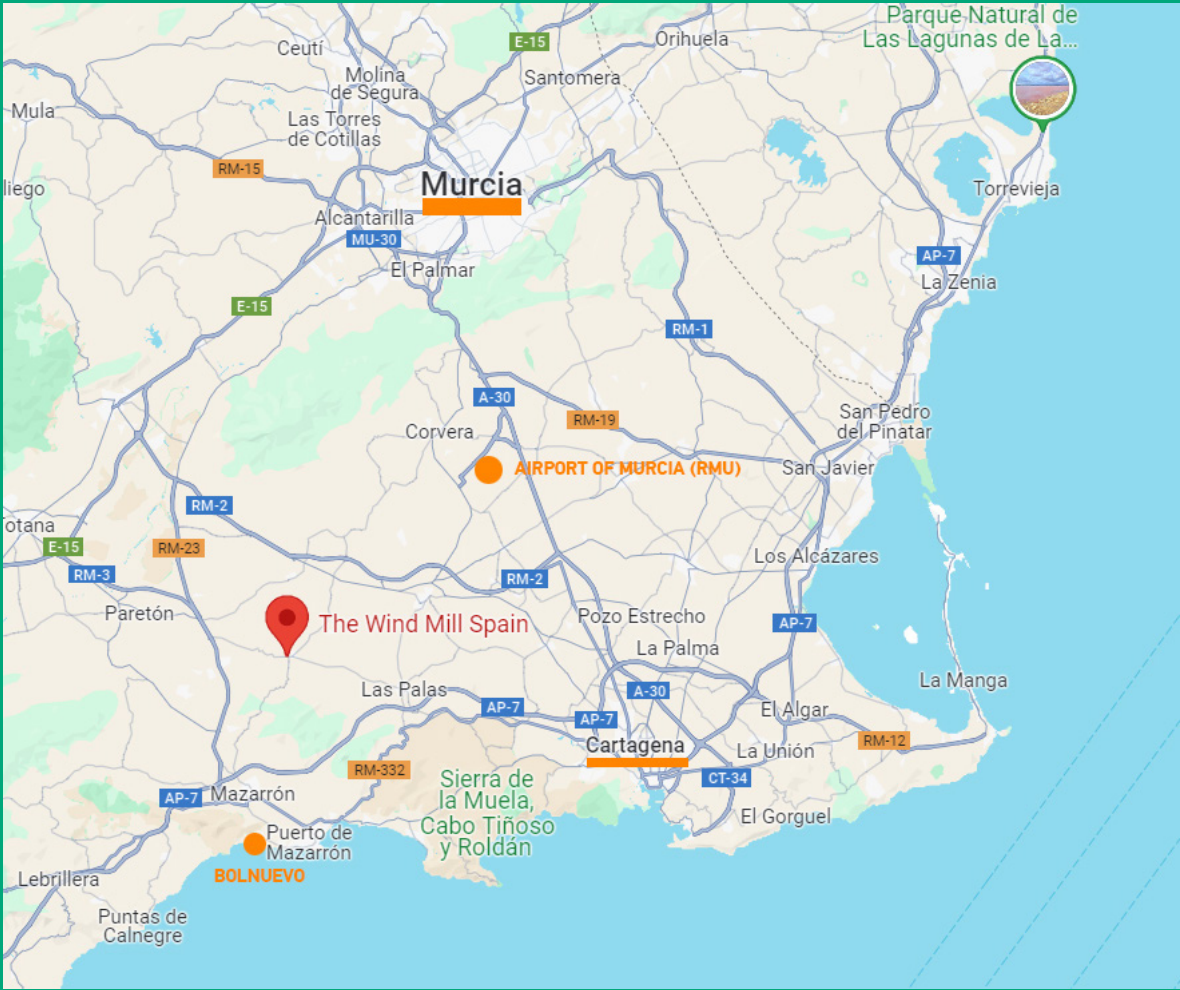 Parque Natural de
Las Lagunas de La...
Ceutí
E-15
Orihuela
Molina
de Segura
Santomera
Mula
Las Torres
de Cotillas
RM-15
liego
Murcia
Torrevieja
Alcantarilla
MU-30
El Palmar
AP-7
La Zenia
E-15
RM-1
A-30
RM-19
Corvera
San Pedro
del Pinatar
AIRPORT OF MURCIA (RMU)
San Javier
RM-2
otana
E-15
RM-23
RM-3
Los Alcázares
RM-2
Paretón
The Wind Mill Spain
Pozo Estrecho
AP-7
La Palma
Las Palas
A-30
La Manga
AP-7
AP-7
El Algar
Cartagena
La Unión
RM-12
RM-332
Sierra de
la Muela,
Cabo Tiñoso
y Roldán
CT-34
AP-7
Mazarrón
El Gorguel
Puerto de
Mazarrón
BOLNUEVO
Lebrillera
Puntas de
Calnegre